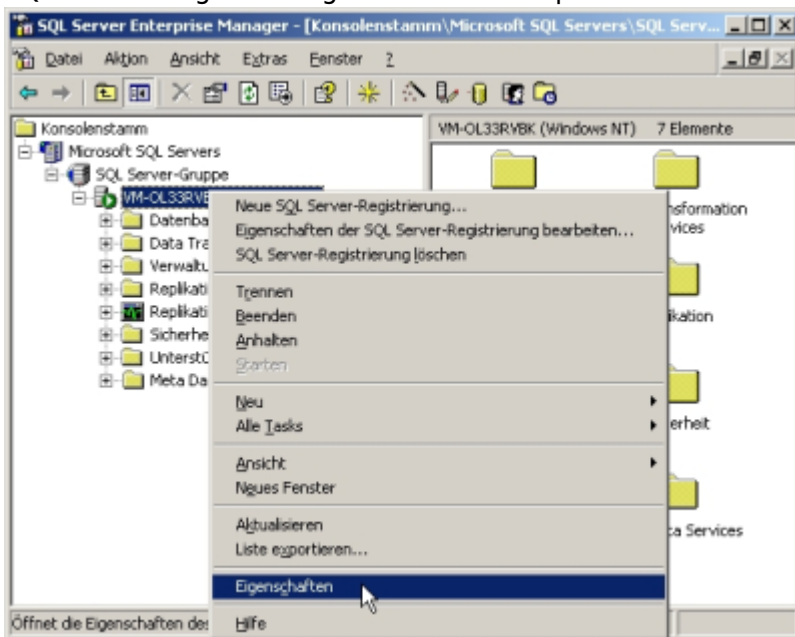 SQL Server Enterprise Manager - [Konsolenstamm\Microsoft SQL Servers\SQL Serv...
Datei Aktion Ansicht Extras Fenster ?
Konsolenstamm
Microsoft SQL Servers
SQL Server-Gruppe
VM-OL33RVB
Datenba
Data Tra
Verwaltu
Replikati
Replikati
Sicherhe
Unterstü
Meta Da
VM-OL33RVBK (Windows NT) 7 Elemente
nsformation
vices
ikation
erheit
ta Services
Neue SQL Server-Registrierung...
Eigenschaften der SQL Server-Registrierung bearbeiten...
SQL Server-Registrierung löschen
Trennen
Beenden
Anhalten
Starten
Neu
Alle Tasks
Ansicht
Neues Fenster
Aktualisieren
Liste exportieren...
Eigenschaften
Hilfe
Öffnet die Eigenschaften des